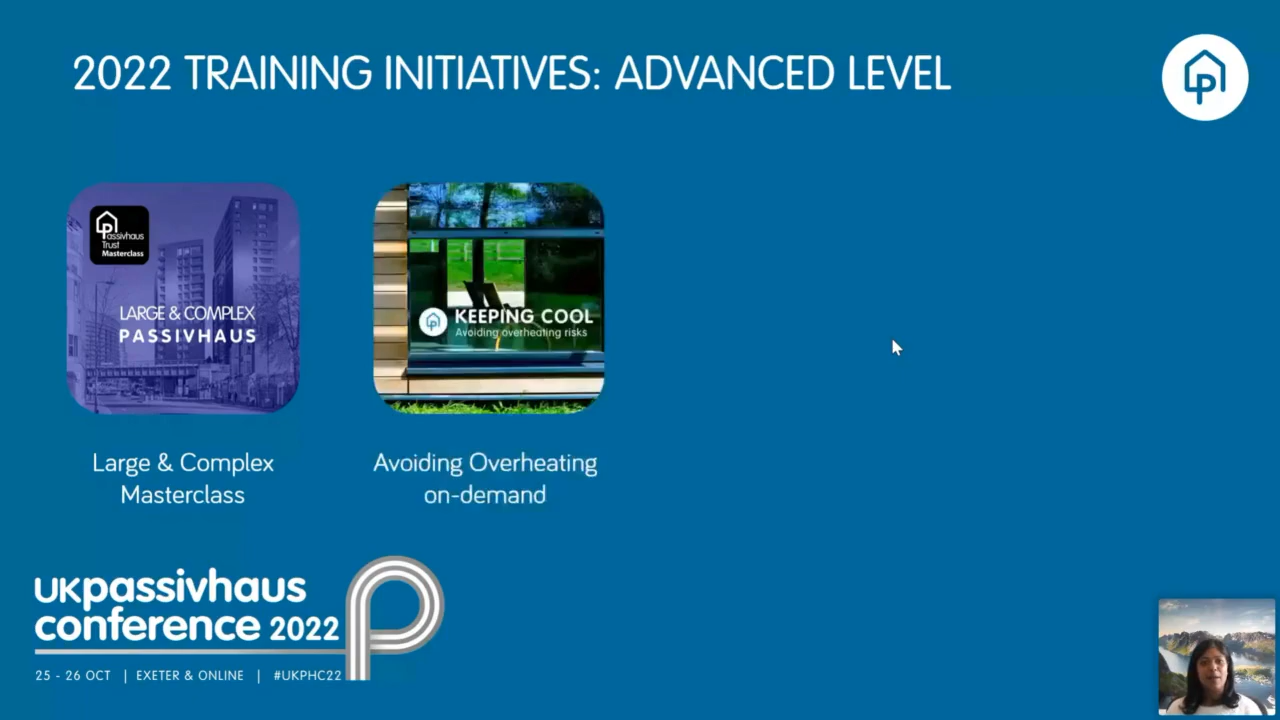 2022 TRAINING INITIATIVES: ADVANCED LEVEL
Passivhaus
Trust
Masterclass
LARGE & COMPLEX
PASSIVHAUS
KEEPING COOL
Avoiding overheating risks
Large & Complex
Masterclass
Avoiding Overheating
on-demand
UKpassivhaus
conference 2022
25 - 26 OCT | EXETER & ONLINE | #UKPHC22